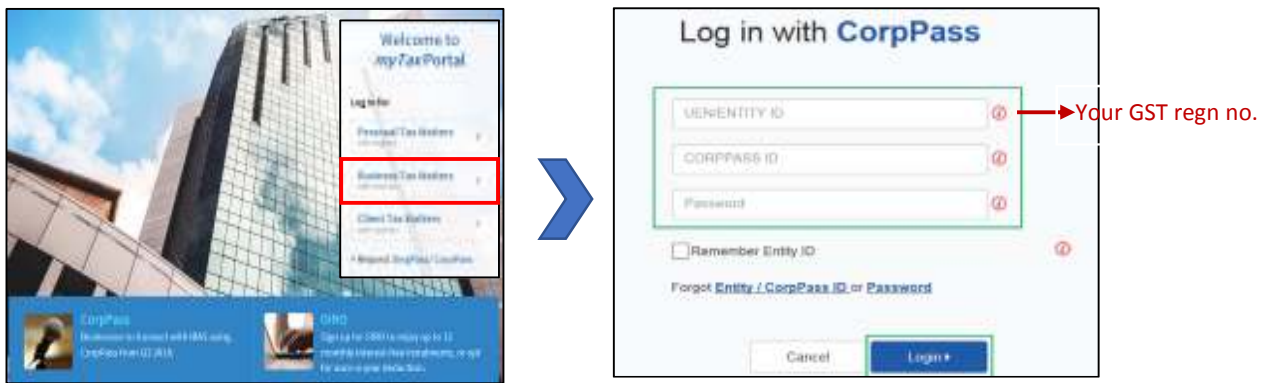 Welcome to
myTaxPortal
Log in for
Personal Tax Matters
Business Tax Matters
Client Tax Matters
CorpPass
GIRO
Log in with CorpPass
UEN/ENTITY ID
Your GST regn no.
CORPPASS ID
Password
Remember Entity ID
Forgot Entity / CorpPass ID or Password
Cancel
Login